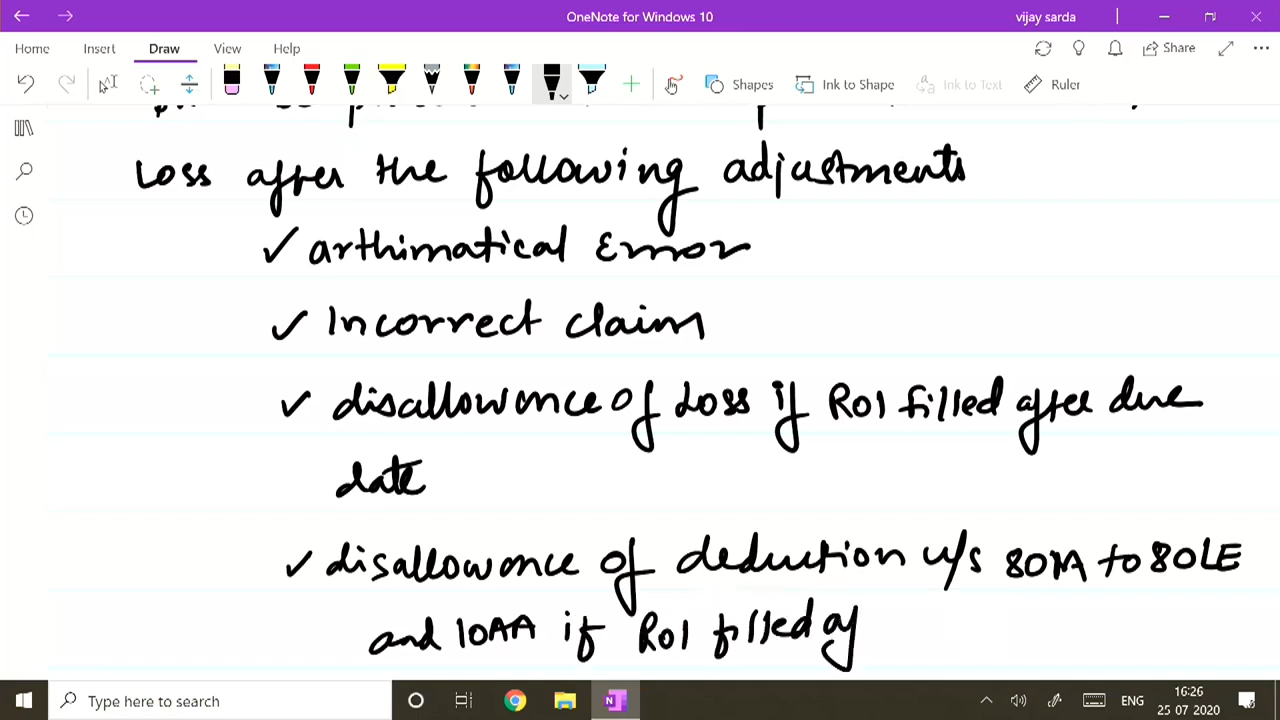 OneNote for Windows 10
vijay sarda
Home Insert Draw View Help
Share
Shapes
Ink to Shape
Ink to Text
Ruler
Loss after the following adjustments
✓ arthimatical Error
✓ Incorrect claim
✓ disallowance of Loss if ROI filled after due
date
✓ disallowance of deduction u/s 80IA to 80LE
and 10AA if ROI filled af
Type here to search
ENG
16:26
25-07-2020